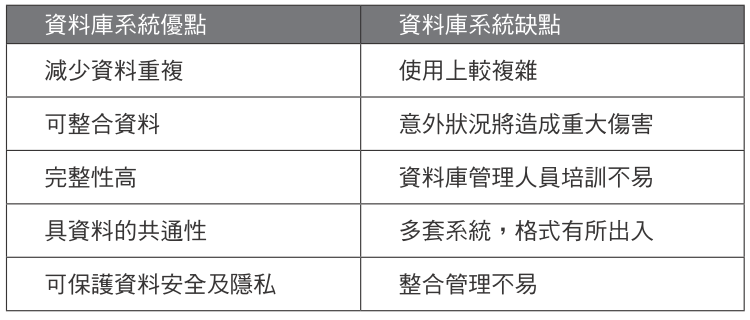 資料庫系統優點 資料庫系統缺點
減少資料重複 使用上較複雜
可整合資料 意外狀況將造成重大傷害
完整性高 資料庫管理人員培訓不易
具資料的共通性 多套系統，格式有所出入
可保護資料安全及隱私 整合管理不易